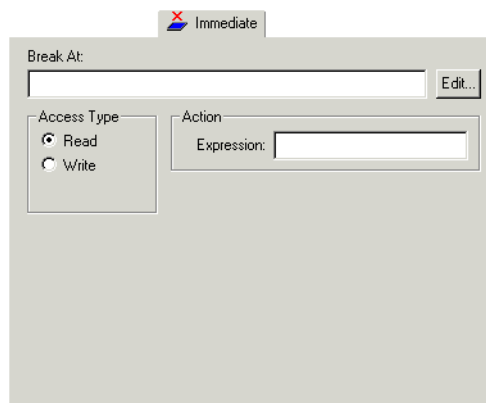 Immediate
Break At:
Edit...
Access Type
Read
Write
Action
Expression: